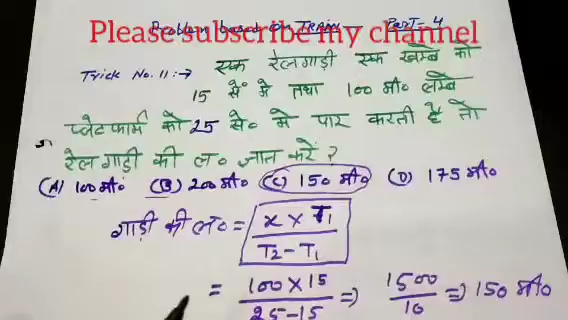 Problem based on TRAIN Part-4
Please subscribe my channel
Trick No. 11:→ एक रेलगाड़ी एक खम्बे को
15 से० मे तथा 100 मी० लम्बे
प्लेटफार्म को 25 से० मे पार करती है तो
रेलगाड़ी की ल० ज्ञात करें?
(A) 100 मी० (B) 200 मी० (C) 150 मी० (D) 175 मी०
गाड़ी की ल० = x × T₁ / T₂ - T₁
= 100 × 15 / 25-15 ⇒ 1500 / 10 ⇒ 150 मी०